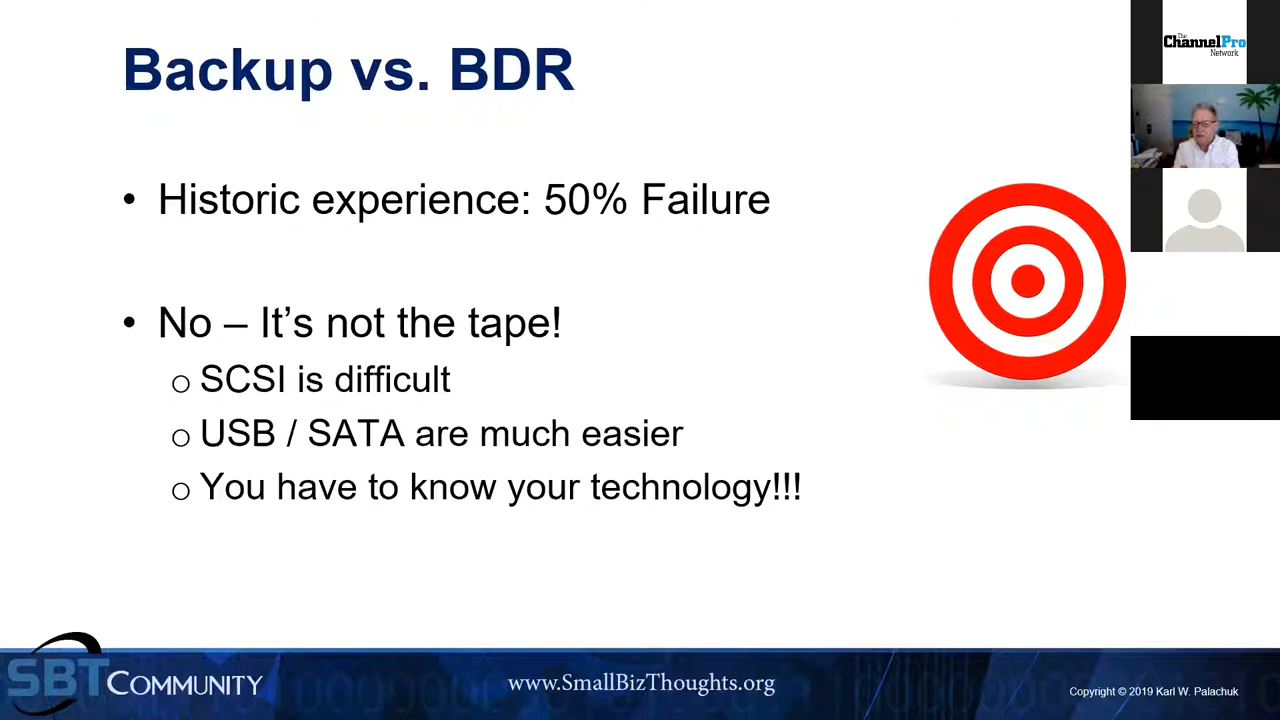 Backup vs. BDR
• Historic experience: 50% Failure
• No – It’s not the tape!
o SCSI is difficult
o USB / SATA are much easier
o You have to know your technology!!!
The
ChannelPro
Network
SBT COMMUNITY
www.SmallBizThoughts.org
Copyright © 2019 Karl W. Palachuk